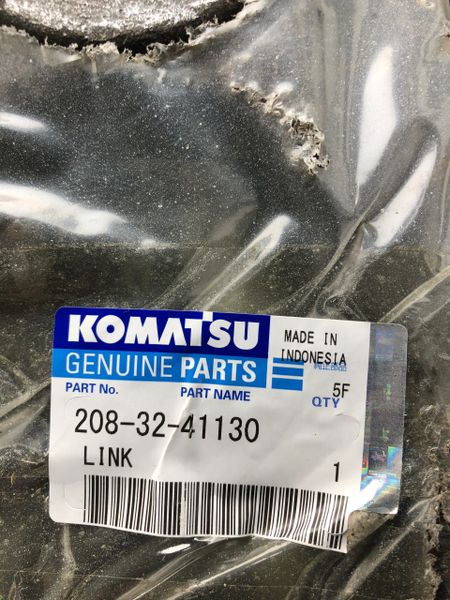 KOMATSU
MADE IN
INDONESIA
GENUINE PARTS
PART No.
PART NAME
5F
QTY
208-32-41130
LINK
1